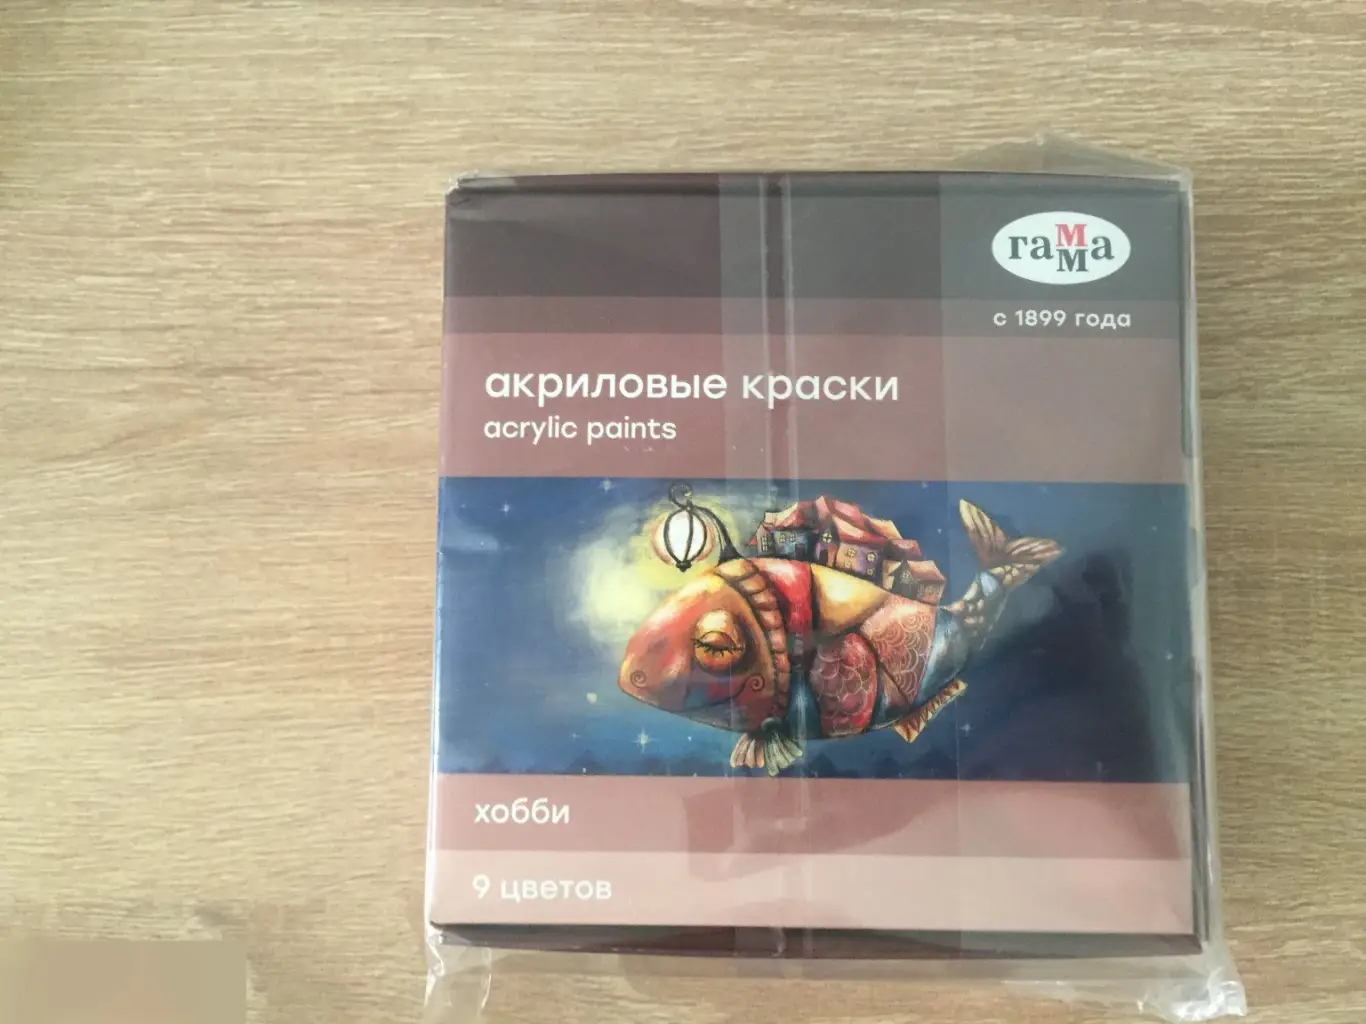 гамма
с 1899 года
акриловые краски
acrylic paints
хобби
9 цветов